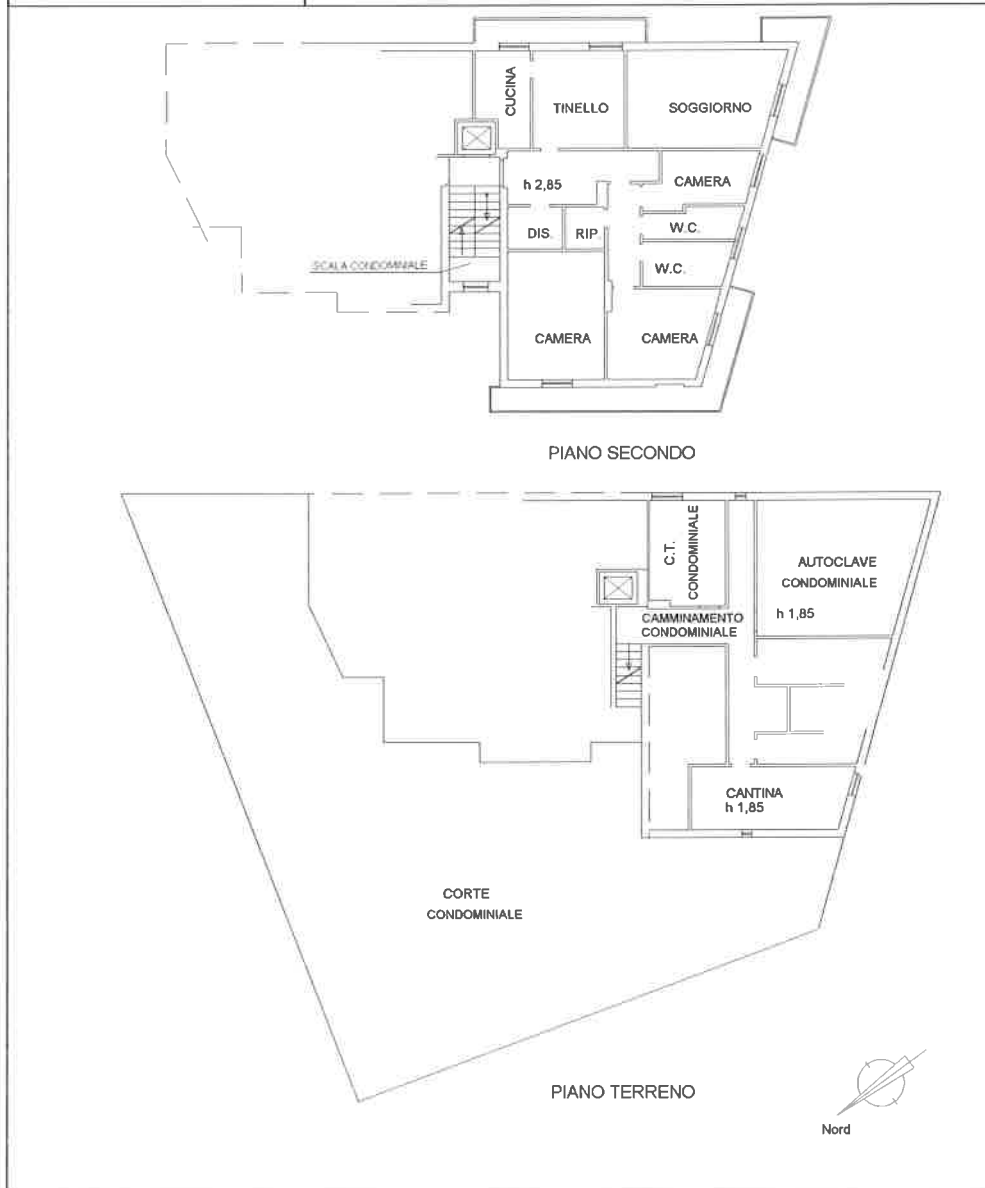 CUCINA
TINELLO
SOGGIORNO
h 2,85
CAMERA
DIS.
RIP.
W.C.
W.C.
SCALA CONDOMINIALE
CAMERA
CAMERA
PIANO SECONDO
C.T.
CONDOMINIALE
AUTOCLAVE
CONDOMINIALE
h 1,85
CAMMINAMENTO
CONDOMINIALE
CANTINA
h 1,85
CORTE
CONDOMINIALE
PIANO TERRENO
Nord